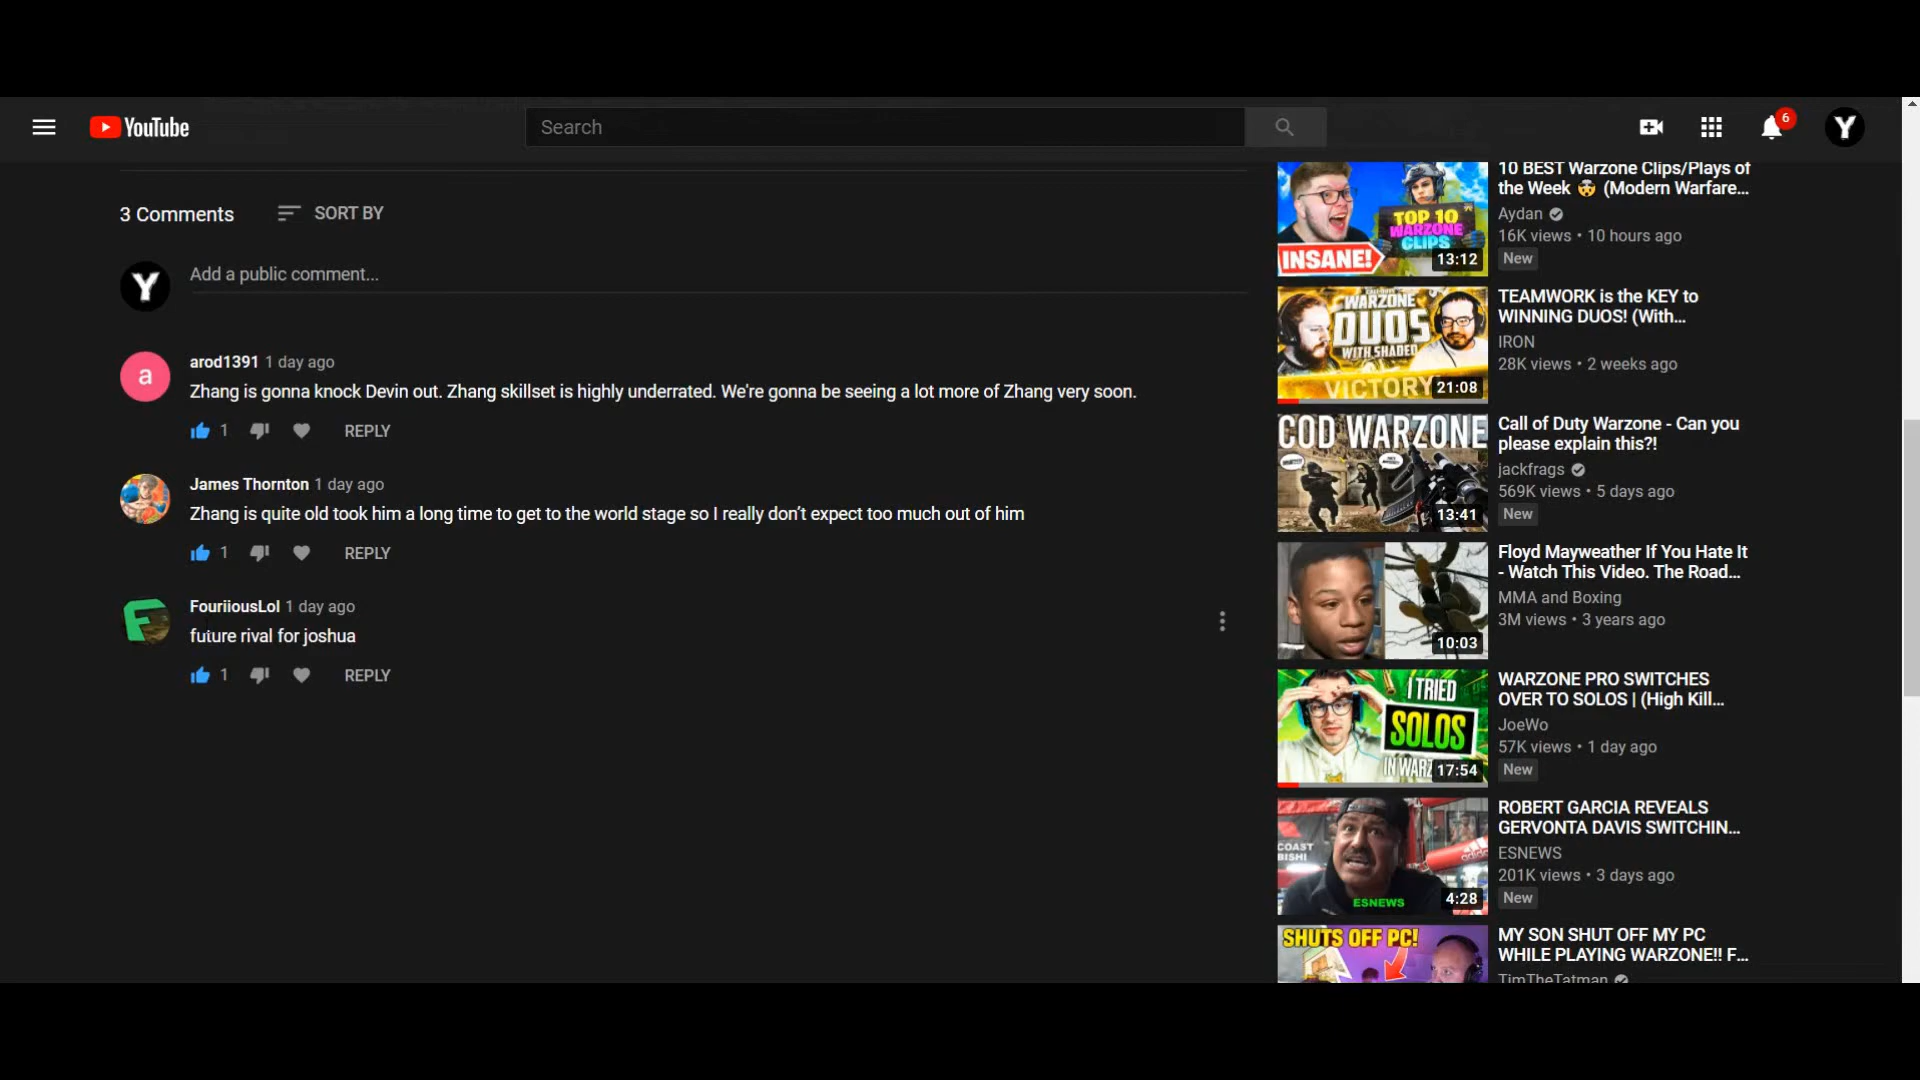 YouTube
Search
6
Y
3 Comments
SORT BY
Y
Add a public comment...
a
arod1391 1 day ago
Zhang is gonna knock Devin out. Zhang skillset is highly underrated. We're gonna be seeing a lot more of Zhang very soon.
1
REPLY
James Thornton 1 day ago
Zhang is quite old took him a long time to get to the world stage so I really don't expect too much out of him
1
REPLY
F
FouriiousLol 1 day ago
future rival for joshua
1
REPLY
TOP 10
WARZONE
CLIPS
INSANE!
13:12
10 BEST Warzone Clips/Plays of
the Week 🤯 (Modern Warfare...
Aydan
16K views • 10 hours ago
New
WARZONE
DUOS
WITH SHADED
VICTORY
21:08
TEAMWORK is the KEY to
WINNING DUOS! (With...
IRON
28K views • 2 weeks ago
COD WARZONE
13:41
Call of Duty Warzone - Can you
please explain this?!
jackfrags
569K views • 5 days ago
New
10:03
Floyd Mayweather If You Hate It
- Watch This Video. The Road...
MMA and Boxing
3M views • 3 years ago
I TRIED
SOLOS
IN WARZ
17:54
WARZONE PRO SWITCHES
OVER TO SOLOS | (High Kill...
JoeWo
57K views • 1 day ago
New
COAST
BISHI
adidas
ESNEWS
4:28
ROBERT GARCIA REVEALS
GERVONTA DAVIS SWITCHIN...
ESNEWS
201K views • 3 days ago
New
SHUTS OFF PC!
MY SON SHUT OFF MY PC
WHILE PLAYING WARZONE!! F...
TimTheTatman